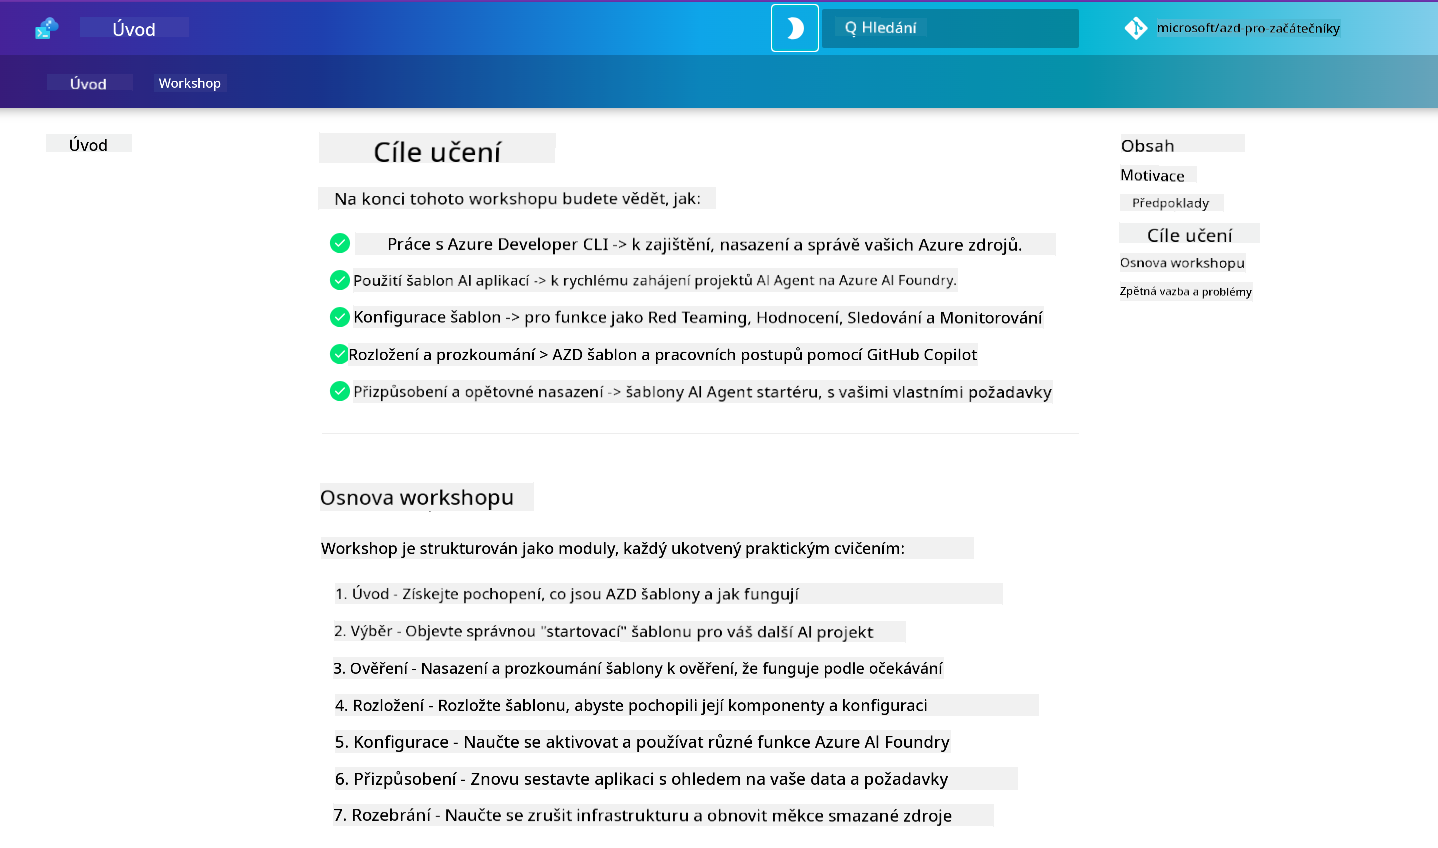 Úvod
Q Hledání
microsoft/azd-pro-začátečníky
Úvod
Workshop
Úvod
Cíle učení
Na konci tohoto workshopu budete vědět, jak:
Práce s Azure Developer CLI -> k zajištění, nasazení a správě vašich Azure zdrojů.
Použití šablon AI aplikací -> k rychlému zahájení projektů AI Agent na Azure AI Foundry.
Konfigurace šablon -> pro funkce jako Red Teaming, Hodnocení, Sledování a Monitorování
Rozložení a prozkoumání > AZD šablon a pracovních postupů pomocí GitHub Copilot
Přizpůsobení a opětovné nasazení -> šablony AI Agent startéru, s vašimi vlastními požadavky
Osnova workshopu
Workshop je strukturován jako moduly, každý ukotvený praktickým cvičením:
1. Úvod - Získejte pochopení, co jsou AZD šablony a jak fungují
2. Výběr - Objevte správnou "startovací" šablonu pro váš další AI projekt
3. Ověření - Nasazení a prozkoumání šablony k ověření, že funguje podle očekávání
4. Rozložení - Rozložte šablonu, abyste pochopili její komponenty a konfiguraci
5. Konfigurace - Naučte se aktivovat a používat různé funkce Azure AI Foundry
6. Přizpůsobení - Znovu sestavte aplikaci s ohledem na vaše data a požadavky
7. Rozebrání - Naučte se zrušit infrastrukturu a obnovit měkce smazané zdroje
Obsah
Motivace
Předpoklady
Cíle učení
Osnova workshopu
Zpětná vazba a problémy